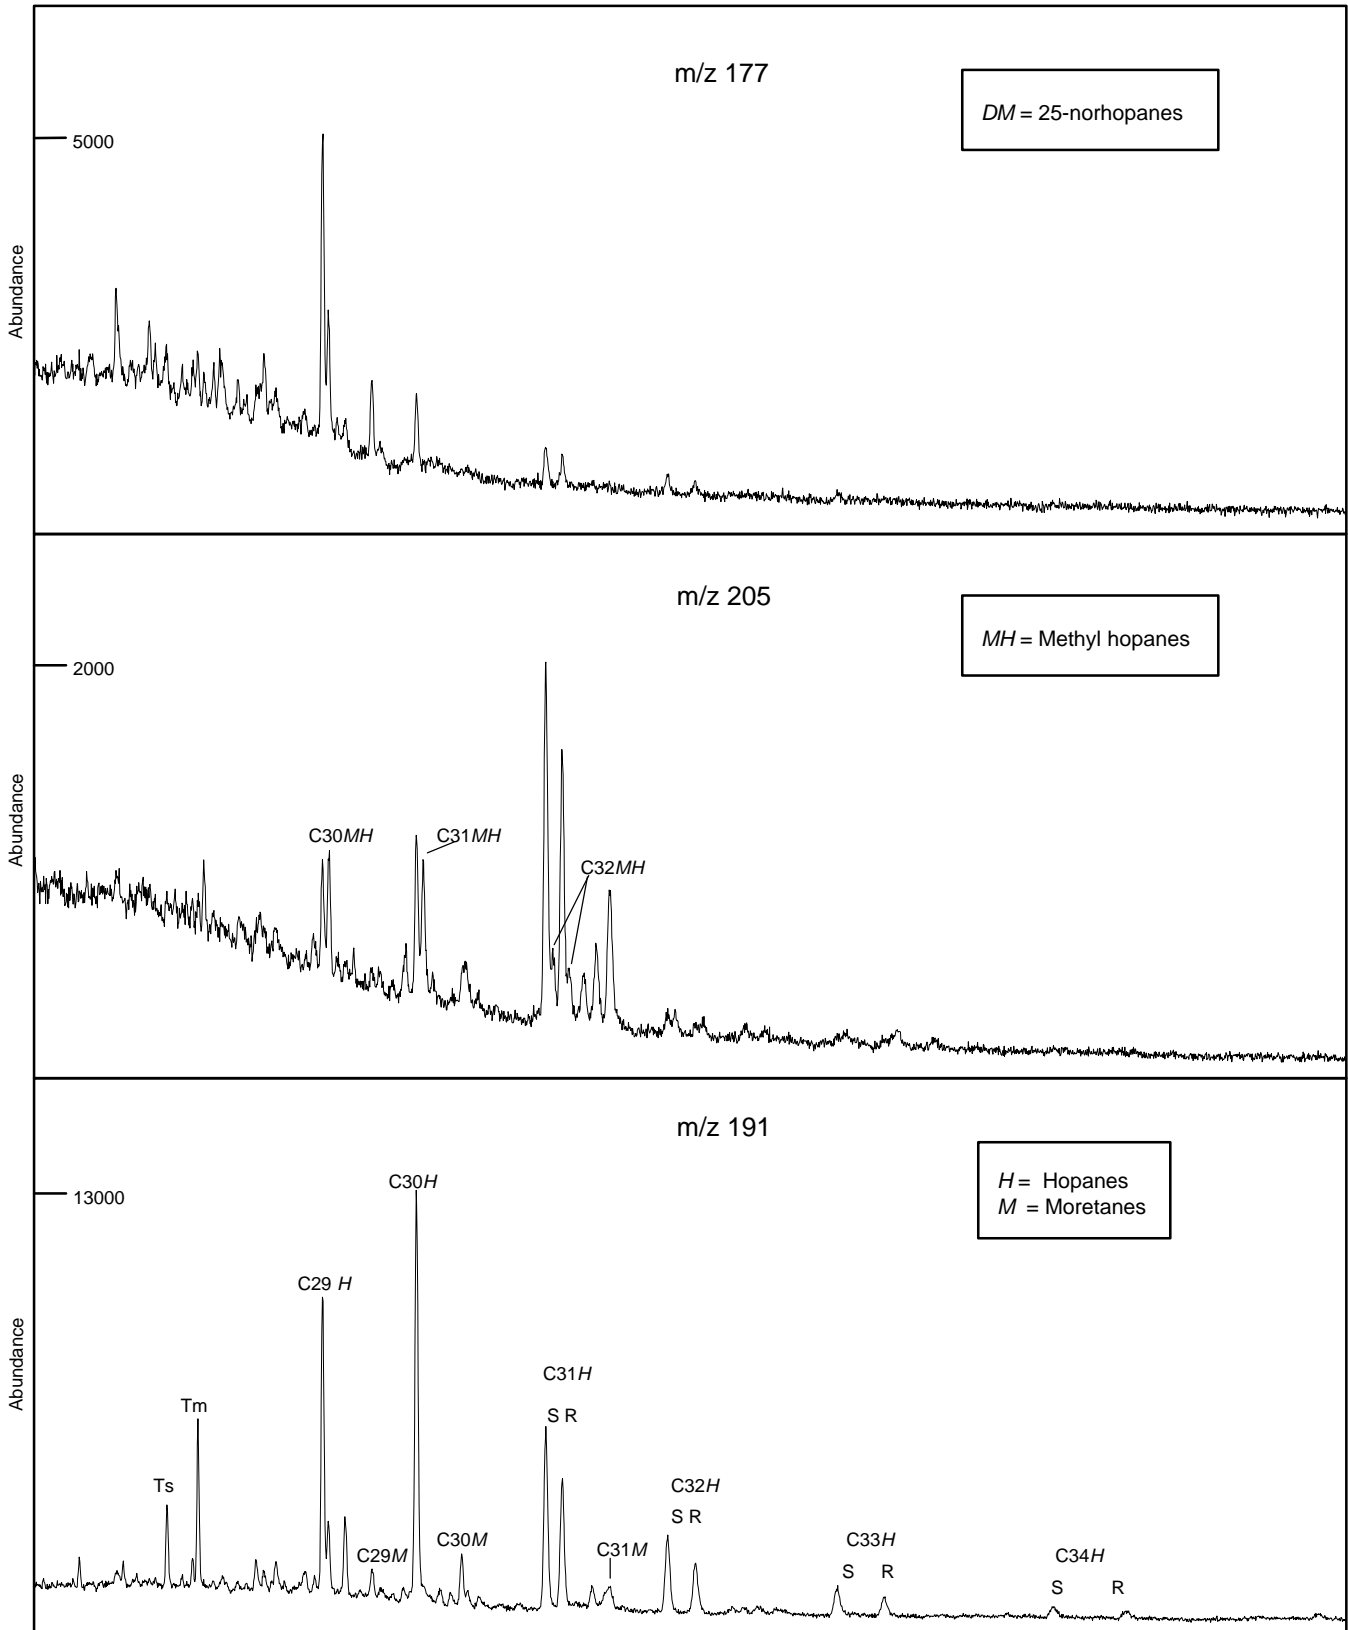 m/z 177
DM = 25-norhopanes
5000
Abundance
m/z 205
MH = Methyl hopanes
2000
Abundance
C30MH
C31MH
C32MH
m/z 191
H = Hopanes
M = Moretanes
13000
Abundance
C30H
C29 H
C31H
S R
Tm
Ts
C32H
S R
C29M
C30M
C31M
C33H
S R
C34H
S R